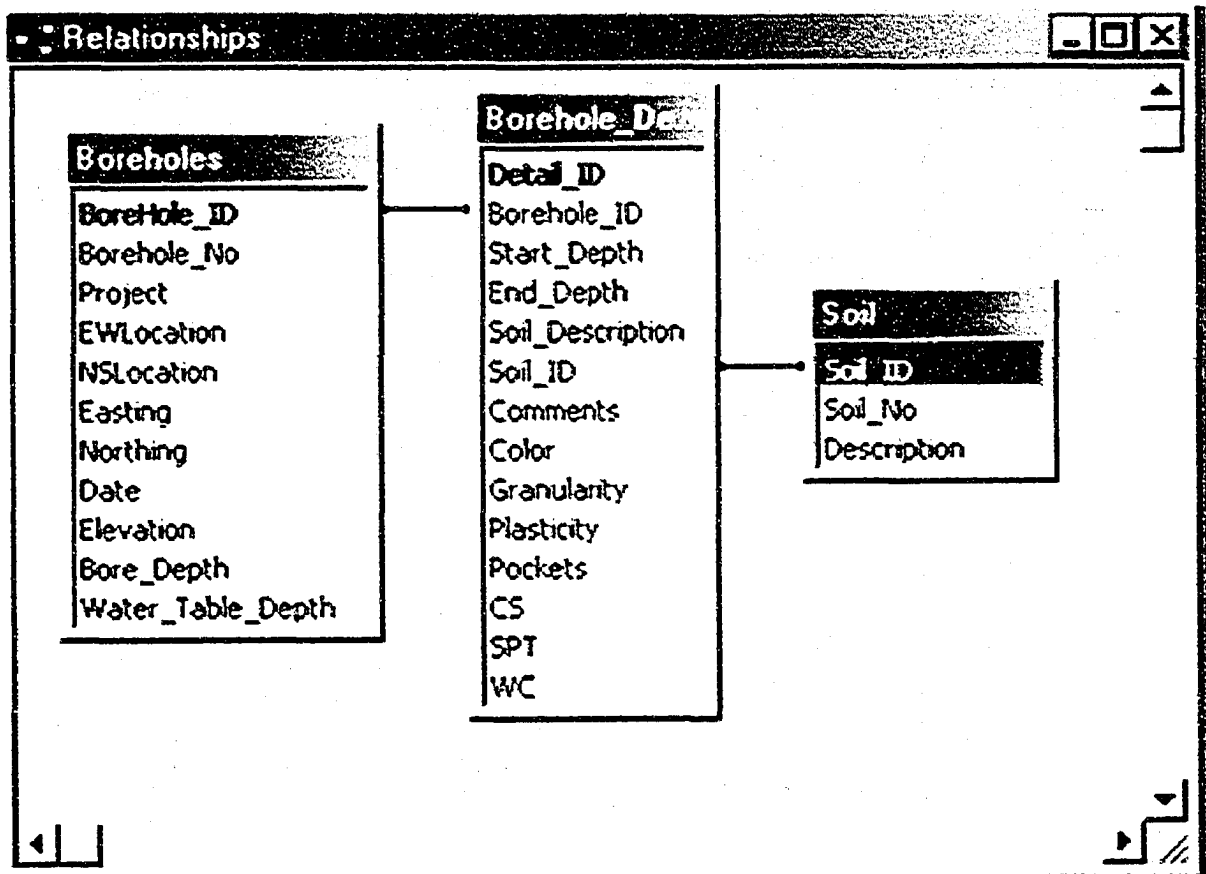 Relationships
Boreholes
BoreHole_ID
Borehole_No
Project
EWLocation
NSLocation
Easting
Northing
Date
Elevation
Bore_Depth
Water_Table_Depth
Borehole_De...
Detail_ID
Borehole_ID
Start_Depth
End_Depth
Soil_Description
Soil_ID
Comments
Color
Granularity
Plasticity
Pockets
CS
SPT
WC
Soil
Soil_ID
Soil_No
Description